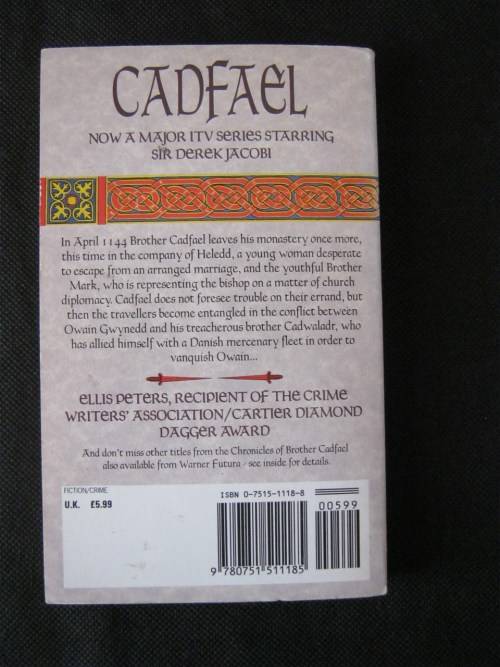 CADFAEL
NOW A MAJOR ITV SERIES STARRING
SIR DEREK JACOBI
In April 1144 Brother Cadfael leaves his monastery once more,
this time in the company of Heledd, a young woman desperate
to escape from an arranged marriage, and the youthful Brother
Mark, who is representing the bishop on a matter of church
diplomacy. Cadfael does not foresee trouble on their errand, but
then the travellers become entangled in the conflict between
Owain Gwynedd and his treacherous brother Cadwaladr, who
has allied himself with a Danish mercenary fleet in order to
vanquish Owain...
ELLIS PETERS, RECIPIENT OF THE CRIME
WRITERS' ASSOCIATION/CARTIER DIAMOND
DAGGER AWARD
And don't miss other titles from the Chronicles of Brother Cadfael
also available from Warner Futura - see inside for details.
FICTION/CRIME
U.K. £5.99
ISBN 0-7515-1118-8
00599
9 780751 511185